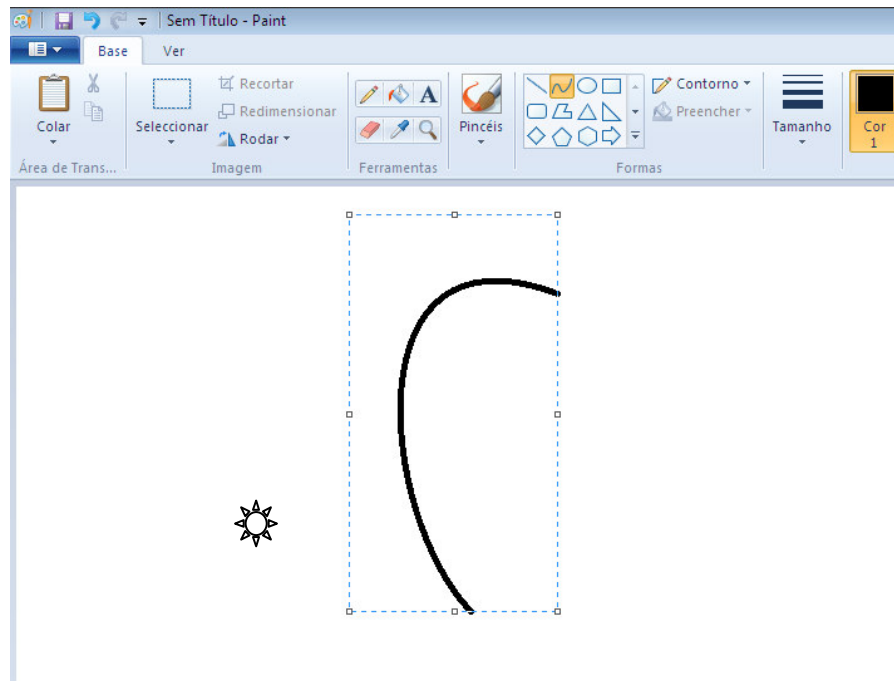 Sem Título - Paint
Base Ver
Colar
Seleccionar
Recortar
Redimensionar
Rodar
A
Pincéis
Contorno
Preencher
Tamanho
Cor
1
Área de Trans...
Imagem
Ferramentas
Formas